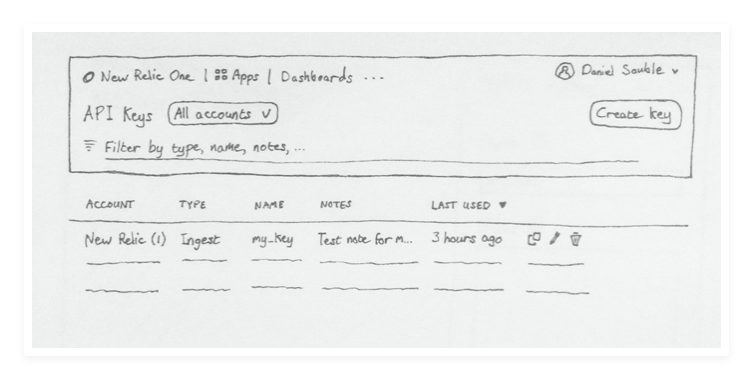 New Relic One | Apps | Dashboards ... Daniel Sauble
API Keys All accounts Create key
Filter by type, name, notes, ...
ACCOUNT TYPE NAME NOTES LAST USED
New Relic (1) Ingest my_key Test note for m... 3 hours ago